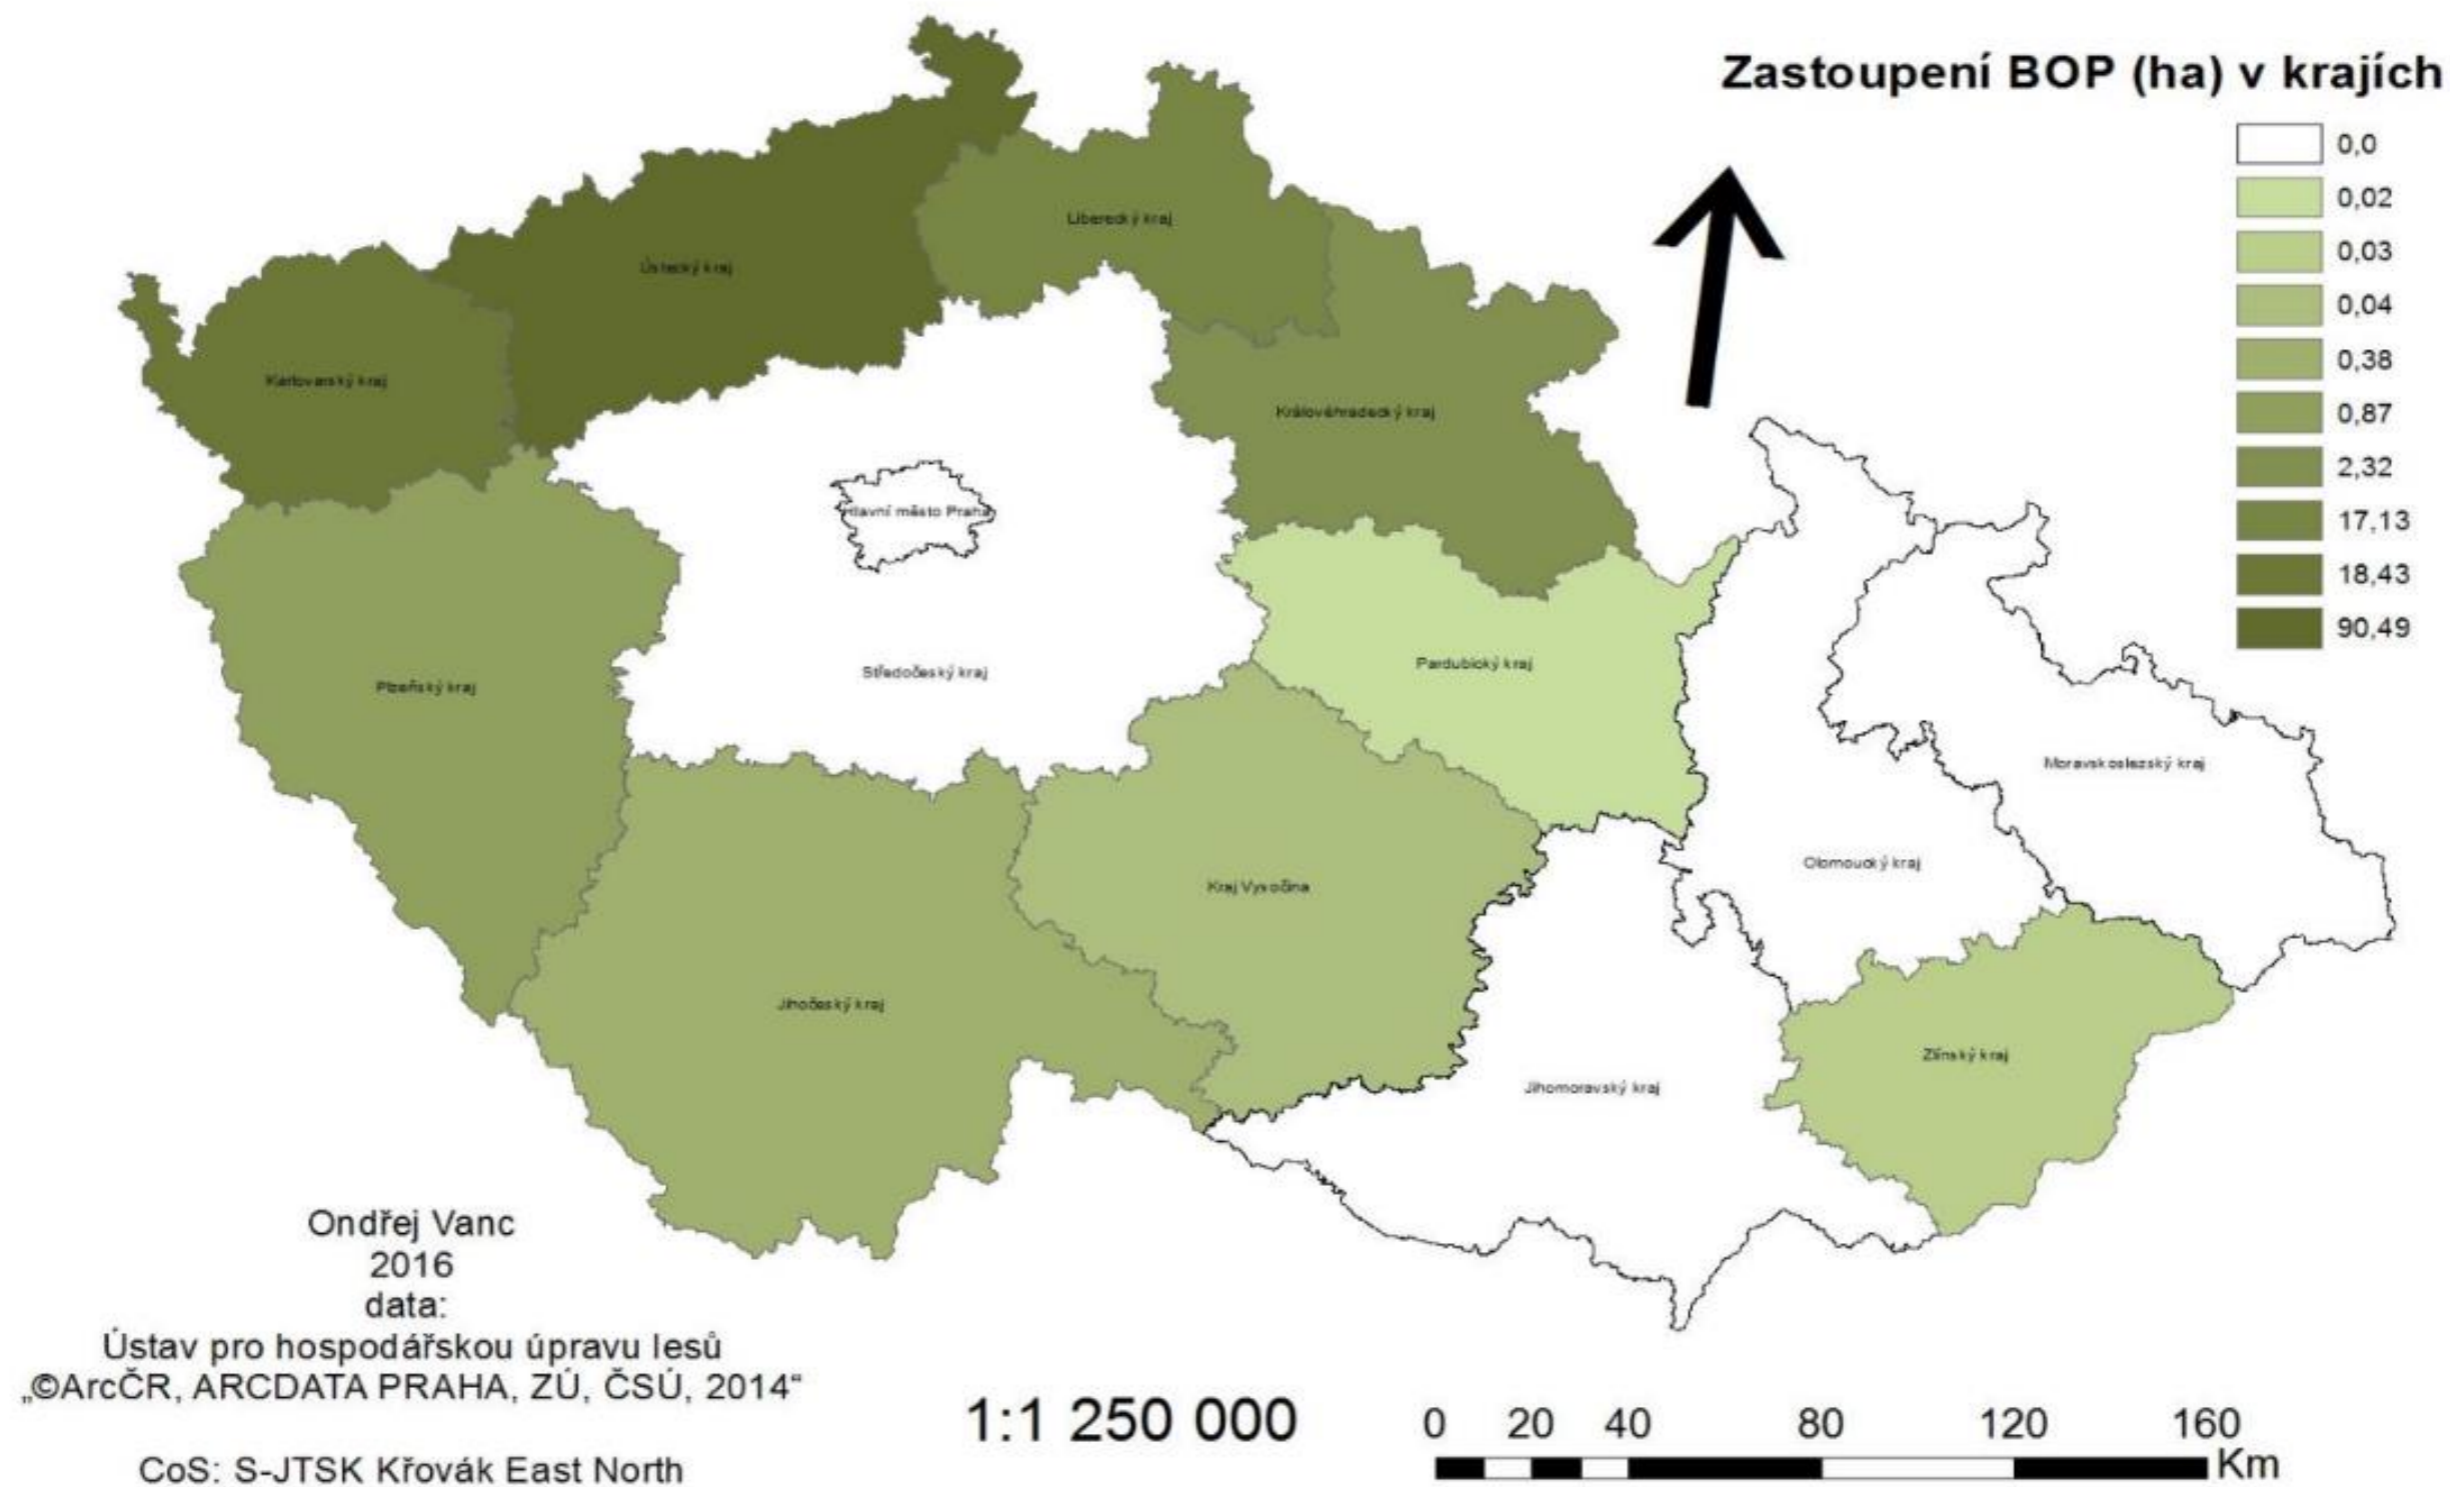 Zastoupení BOP (ha) v krajích
0,0
0,02
0,03
0,04
0,38
0,87
2,32
17,13
18,43
90,49
Liberecký kraj
Ústecký kraj
Karlovarský kraj
Královéhradecký kraj
Hlavní město Praha
Středočeský kraj
Pardubický kraj
Plzeňský kraj
Moravskoslezský kraj
Olomoucký kraj
Kraj Vysočina
Jihočeský kraj
Zlínský kraj
Jihomoravský kraj
Ondřej Vanc
2016
data:
Ústav pro hospodářskou úpravu lesů
„©ArcČR, ARCDATA PRAHA, ZÚ, ČSÚ, 2014“
CoS: S-JTSK Křovák East North
1:1 250 000
0 20 40 80 120 160
Km